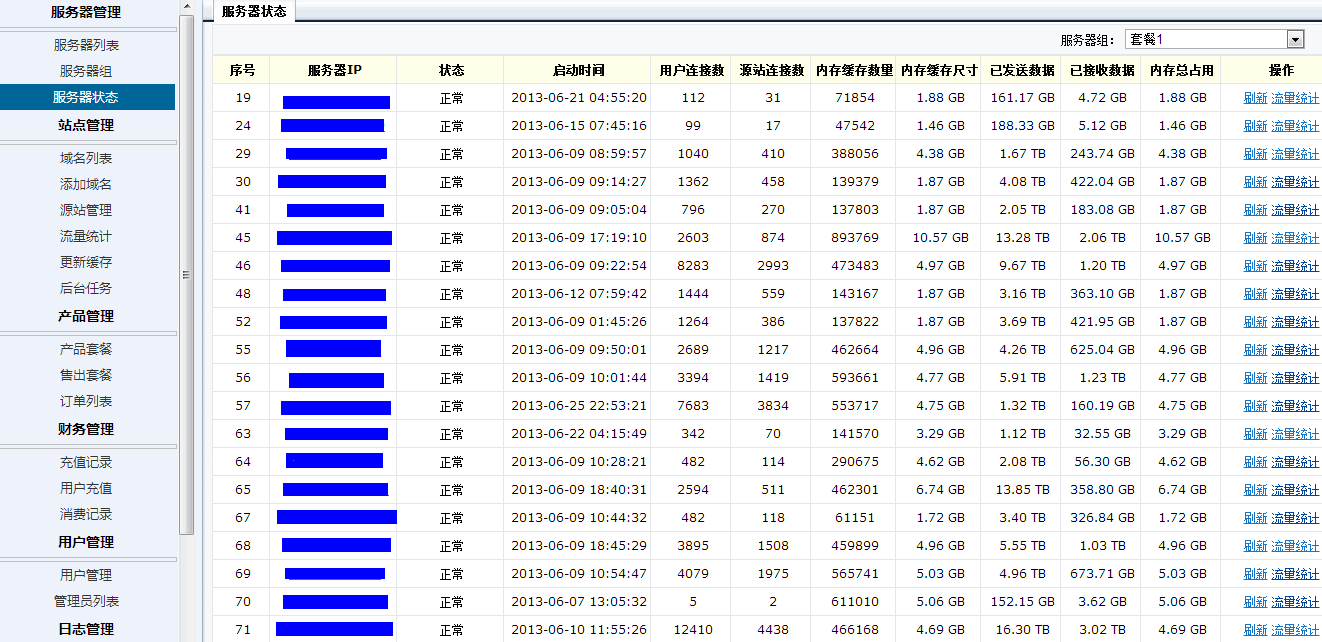 服务器管理
服务器列表
服务器组
服务器状态
站点管理
域名列表
添加域名
源站管理
流量统计
更新缓存
后台任务
产品管理
产品套餐
售出套餐
订单列表
财务管理
充值记录
用户充值
消费记录
用户管理
用户管理
管理员列表
日志管理
服务器状态
服务器组： 套餐1
序号 服务器IP 状态 启动时间 用户连接数 源站连接数 内存缓存数量 内存缓存尺寸 已发送数据 已接收数据 内存总占用 操作
19 正常 2013-06-21 04:55:20 112 31 71854 1.88 GB 161.17 GB 4.72 GB 1.88 GB 刷新 流量统计
24 正常 2013-06-15 07:45:16 99 17 47542 1.46 GB 188.33 GB 5.12 GB 1.46 GB 刷新 流量统计
29 正常 2013-06-09 08:59:57 1040 410 388056 4.38 GB 1.67 TB 243.74 GB 4.38 GB 刷新 流量统计
30 正常 2013-06-09 09:14:27 1362 458 139379 1.87 GB 4.08 TB 422.04 GB 1.87 GB 刷新 流量统计
41 正常 2013-06-09 09:05:04 796 270 137803 1.87 GB 2.05 TB 183.08 GB 1.87 GB 刷新 流量统计
45 正常 2013-06-09 17:19:10 2603 874 893769 10.57 GB 13.28 TB 2.06 TB 10.57 GB 刷新 流量统计
46 正常 2013-06-09 09:22:54 8283 2993 473483 4.97 GB 9.67 TB 1.20 TB 4.97 GB 刷新 流量统计
48 正常 2013-06-12 07:59:42 1444 559 143167 1.87 GB 3.16 TB 363.10 GB 1.87 GB 刷新 流量统计
52 正常 2013-06-09 01:45:26 1264 386 137822 1.87 GB 3.69 TB 421.95 GB 1.87 GB 刷新 流量统计
55 正常 2013-06-09 09:50:01 2689 1217 462664 4.96 GB 4.26 TB 625.04 GB 4.96 GB 刷新 流量统计
56 正常 2013-06-09 10:01:44 3394 1419 593661 4.77 GB 5.91 TB 1.23 TB 4.77 GB 刷新 流量统计
57 正常 2013-06-25 22:53:21 7683 3834 553717 4.75 GB 1.32 TB 160.19 GB 4.75 GB 刷新 流量统计
63 正常 2013-06-22 04:15:49 342 70 141570 3.29 GB 1.12 TB 32.55 GB 3.29 GB 刷新 流量统计
64 正常 2013-06-09 10:28:21 482 114 290675 4.62 GB 2.08 TB 56.30 GB 4.62 GB 刷新 流量统计
65 正常 2013-06-09 18:40:31 2594 511 462301 6.74 GB 13.85 TB 358.80 GB 6.74 GB 刷新 流量统计
67 正常 2013-06-09 10:44:32 482 118 61151 1.72 GB 3.40 TB 326.84 GB 1.72 GB 刷新 流量统计
68 正常 2013-06-09 18:45:29 3895 1508 459899 4.96 GB 5.55 TB 1.03 TB 4.96 GB 刷新 流量统计
69 正常 2013-06-09 10:54:47 4079 1975 565741 5.03 GB 4.96 TB 673.71 GB 5.03 GB 刷新 流量统计
70 正常 2013-06-07 13:05:32 5 2 611010 5.06 GB 152.15 GB 3.62 GB 5.06 GB 刷新 流量统计
71 正常 2013-06-10 11:55:26 12410 4438 466168 4.69 GB 16.30 TB 3.02 TB 4.69 GB 刷新 流量统计